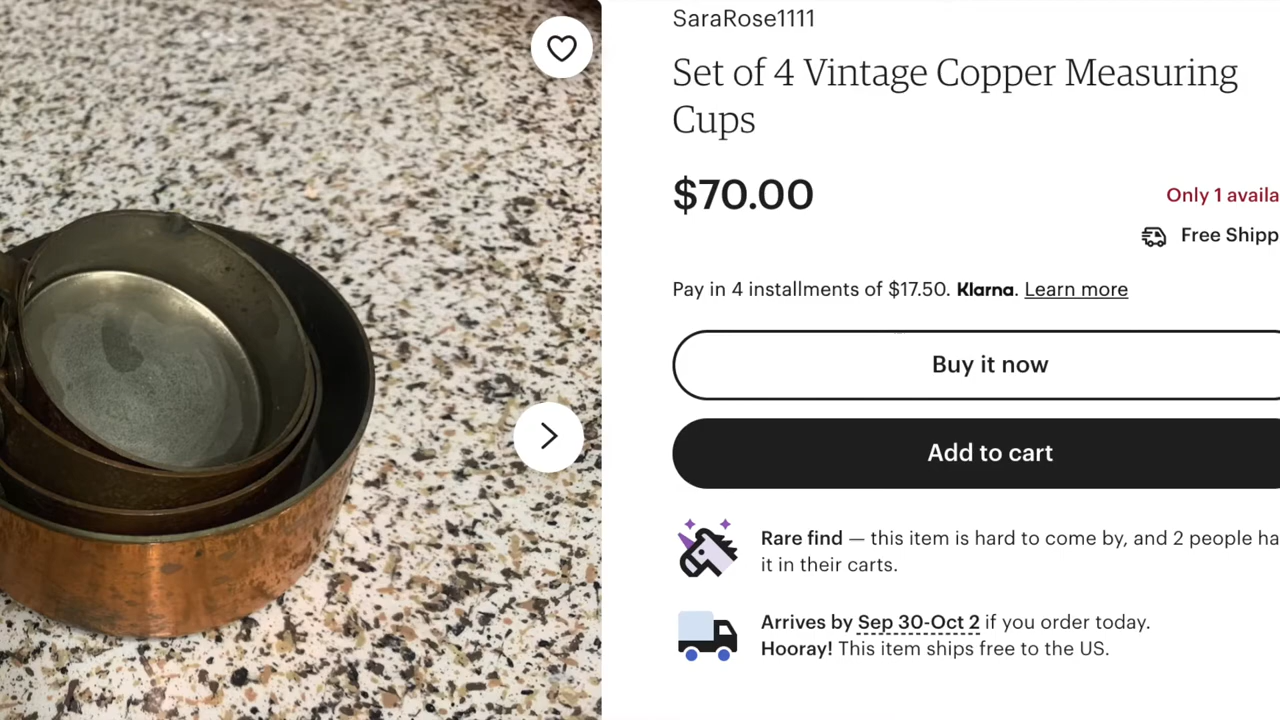 SaraRose1111
Set of 4 Vintage Copper Measuring
Cups
$70.00
Only 1 availa
Free Shipp
Pay in 4 installments of $17.50. Klarna. Learn more
Buy it now
Add to cart
Rare find — this item is hard to come by, and 2 people ha
it in their carts.
Arrives by Sep 30-Oct 2 if you order today.
Hooray! This item ships free to the US.